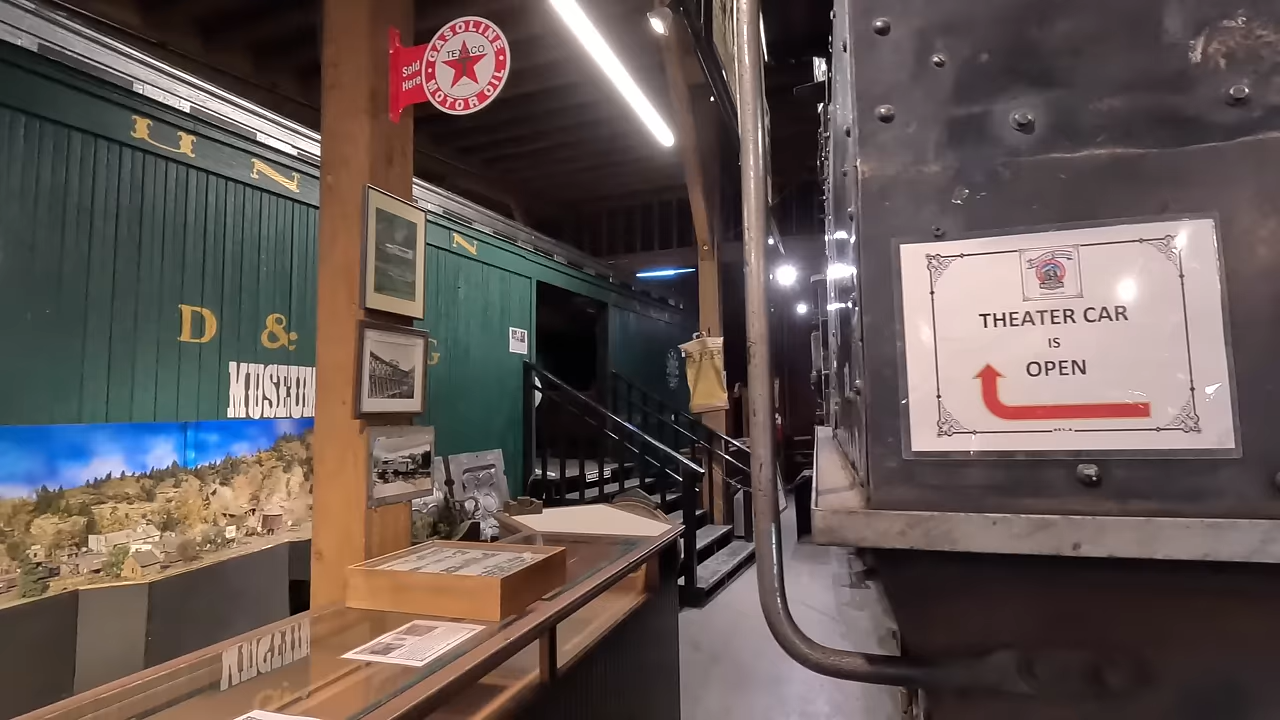 GASOLINE
TEXACO
MOTOR OIL
Sold
Here
U N
N
D &
G
MUSEUM
THEATER CAR
IS
OPEN